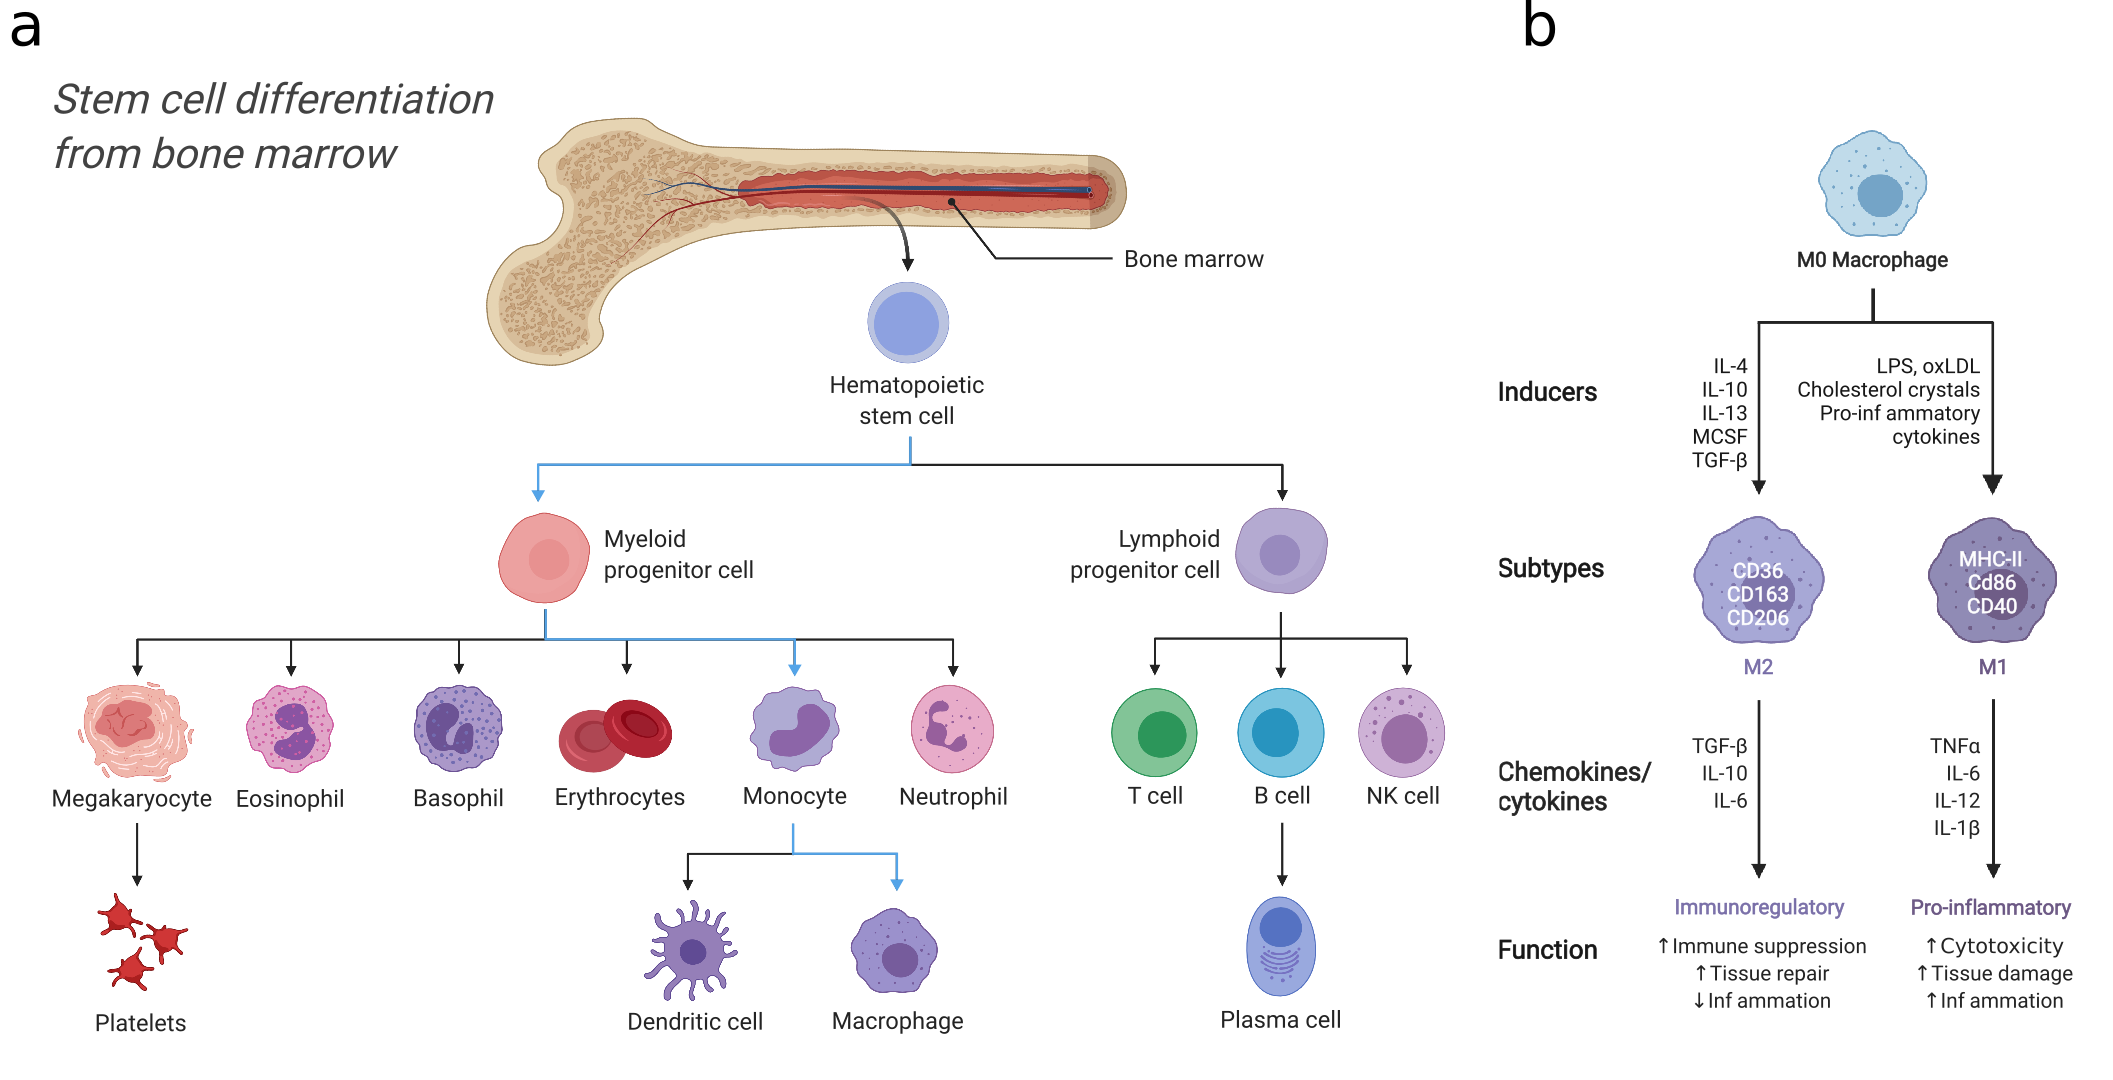 a
Stem cell differentiation
from bone marrow
Bone marrow
Hematopoietic
stem cell
Myeloid
progenitor cell
Lymphoid
progenitor cell
Megakaryocyte
Eosinophil
Basophil
Erythrocytes
Monocyte
Neutrophil
T cell
B cell
NK cell
Platelets
Dendritic cell
Macrophage
Plasma cell
b
M0 Macrophage
Inducers
IL-4
IL-10
IL-13
MCSF
TGF-β
LPS, oxLDL
Cholesterol crystals
Pro-inf ammatory
cytokines
Subtypes
CD36
CD163
CD206
M2
MHC-II
Cd86
CD40
M1
Chemokines/
cytokines
TGF-β
IL-10
IL-6
TNFα
IL-6
IL-12
IL-1β
Function
Immunoregulatory
↑Immune suppression
↑Tissue repair
↓Inf ammation
Pro-inflammatory
↑Cytotoxicity
↑Tissue damage
↑Inf ammation